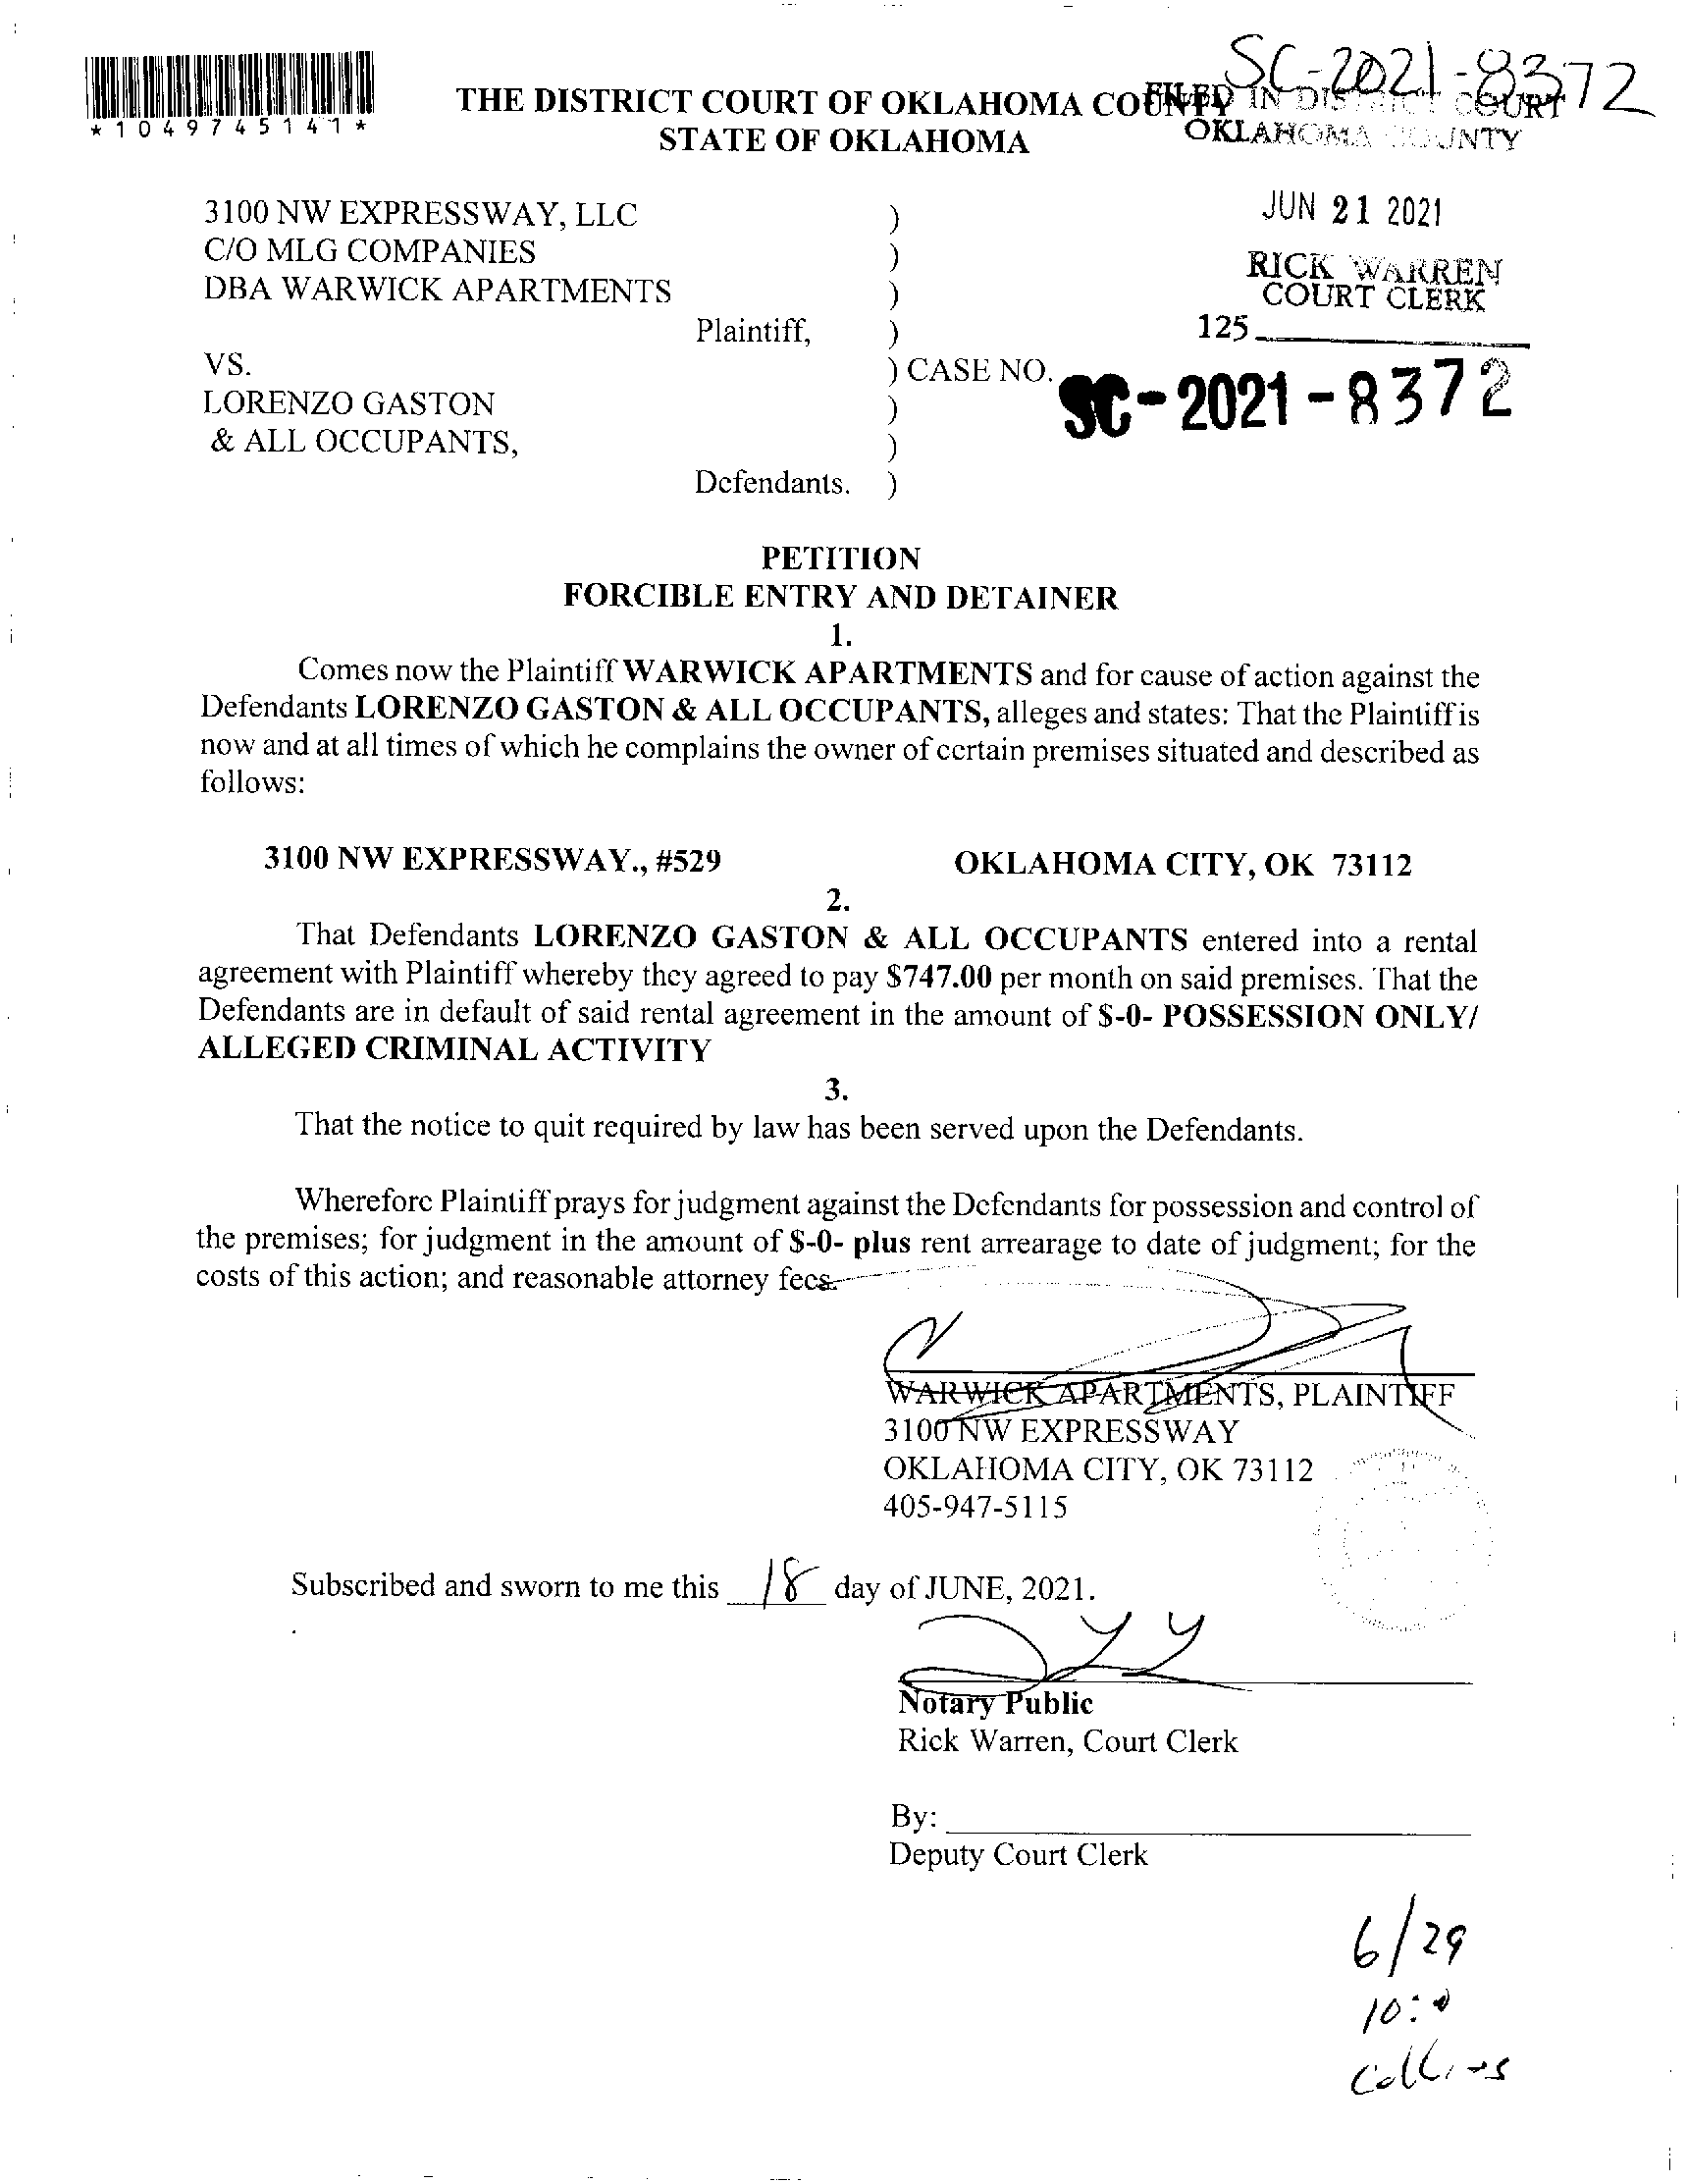 SC-2021-8372
*1049745141*
THE DISTRICT COURT OF OKLAHOMA COUNTY
STATE OF OKLAHOMA
FILED IN DISTRICT COURT
OKLAHOMA COUNTY
JUN 21 2021
RICK WARREN
COURT CLERK
125
3100 NW EXPRESSWAY, LLC )
C/O MLG COMPANIES )
DBA WARWICK APARTMENTS )
Plaintiff, )
VS. ) CASE NO. SC-2021-8372
LORENZO GASTON )
& ALL OCCUPANTS, )
Defendants. )
PETITION
FORCIBLE ENTRY AND DETAINER
1.
Comes now the Plaintiff WARWICK APARTMENTS and for cause of action against the
Defendants LORENZO GASTON & ALL OCCUPANTS, alleges and states: That the Plaintiff is
now and at all times of which he complains the owner of certain premises situated and described as
follows:
3100 NW EXPRESSWAY., #529 OKLAHOMA CITY, OK 73112
2.
That Defendants LORENZO GASTON & ALL OCCUPANTS entered into a rental
agreement with Plaintiff whereby they agreed to pay $747.00 per month on said premises. That the
Defendants are in default of said rental agreement in the amount of $-0- POSSESSION ONLY/
ALLEGED CRIMINAL ACTIVITY
3.
That the notice to quit required by law has been served upon the Defendants.
Wherefore Plaintiff prays for judgment against the Defendants for possession and control of
the premises; for judgment in the amount of $-0- plus rent arrearage to date of judgment; for the
costs of this action; and reasonable attorney fees.
WARWICK APARTMENTS, PLAINTIFF
3100 NW EXPRESSWAY
OKLAHOMA CITY, OK 73112
405-947-5115
Subscribed and sworn to me this 18 day of JUNE, 2021.
Notary Public
Rick Warren, Court Clerk
By:
Deputy Court Clerk
6/29
10:0
Collins